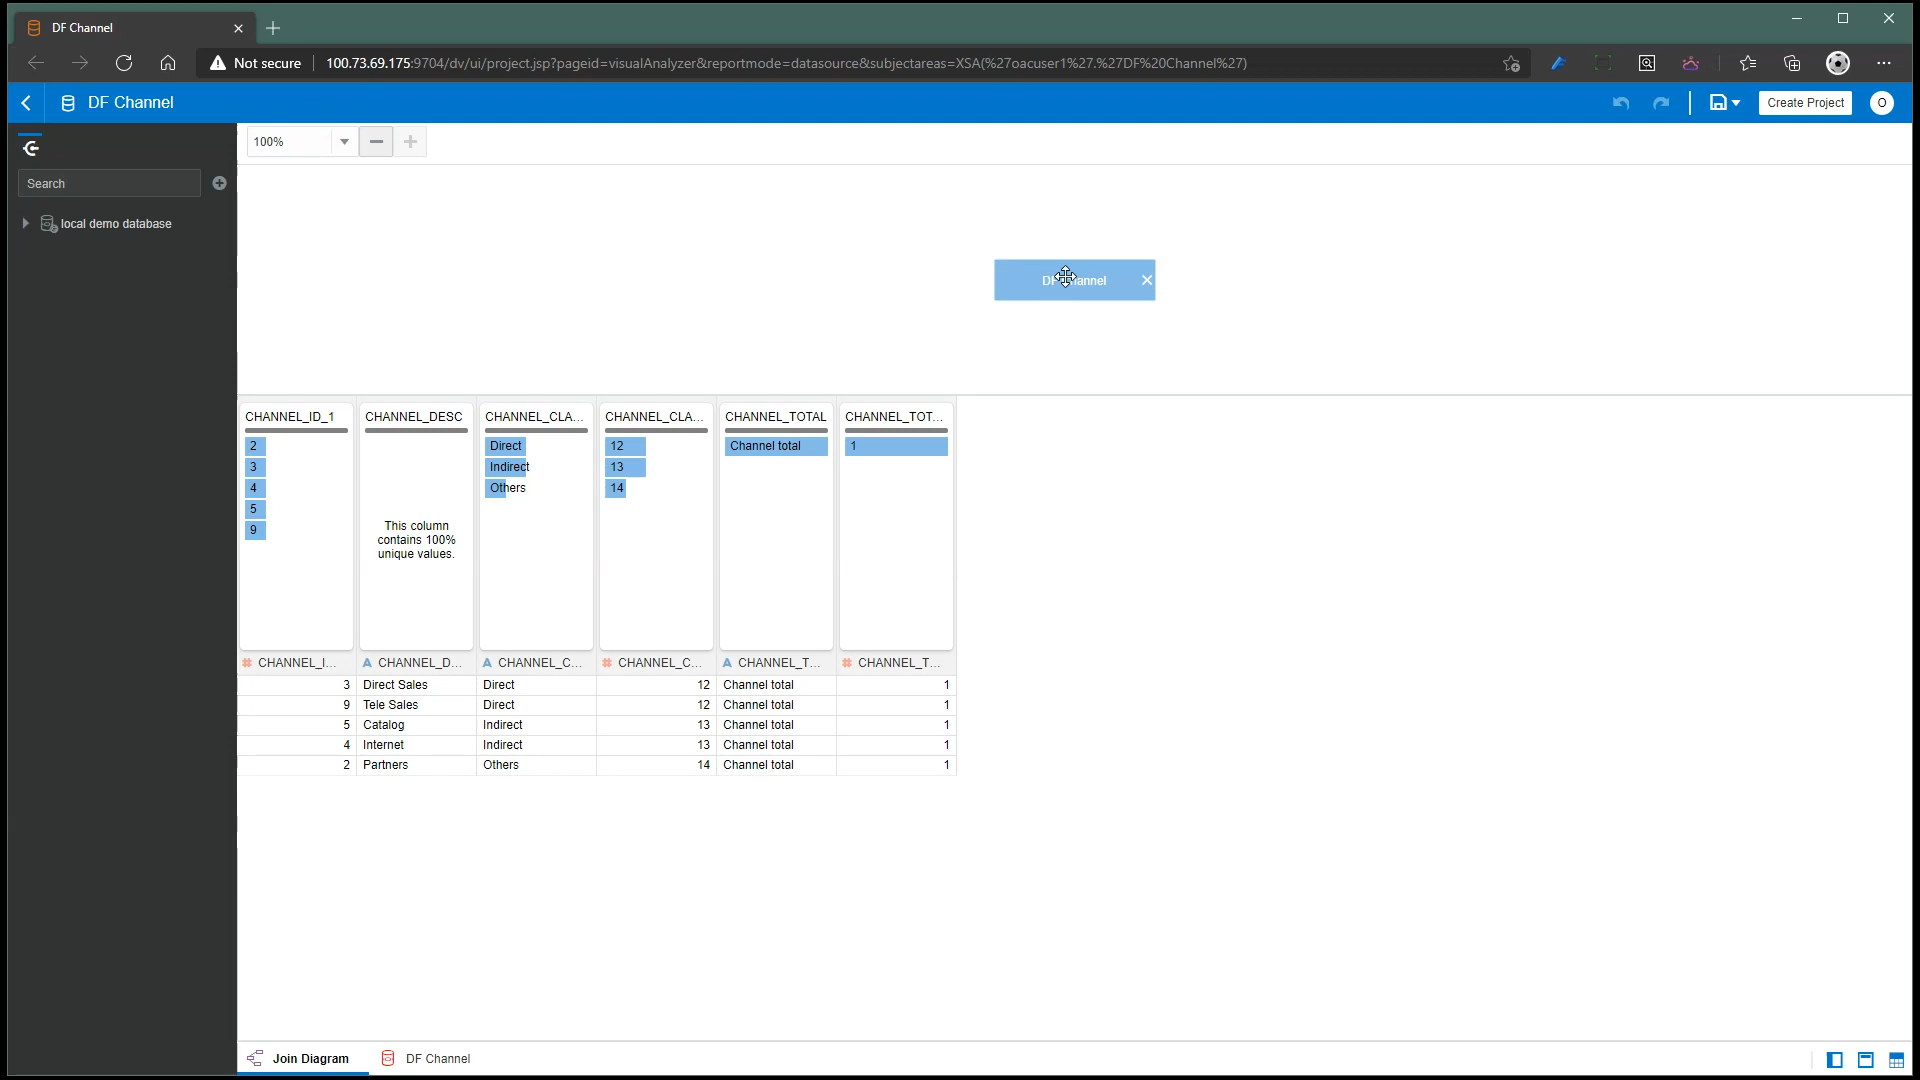 DF Channel
Not secure
100.73.69.175:9704/dv/ui/project.jsp?pageid=visualAnalyzer&reportmode=datasource&subjectareas=XSA(%27oacuser1%27.%27DF%20Channel%27)
DF Channel
Create Project
O
100%
Search
local demo database
CHANNEL_ID_1 CHANNEL_DESC CHANNEL_CLA... CHANNEL_CLA... CHANNEL_TOTAL CHANNEL_TOT...
2 Direct 12 Channel total 1
3 Indirect 13
4 Others 14
5
9
This column
contains 100%
unique values.
# CHANNEL_I... A CHANNEL_D... A CHANNEL_C... # CHANNEL_C... A CHANNEL_T... # CHANNEL_T...
3 Direct Sales Direct 12 Channel total 1
9 Tele Sales Direct 12 Channel total 1
5 Catalog Indirect 13 Channel total 1
4 Internet Indirect 13 Channel total 1
2 Partners Others 14 Channel total 1
Join Diagram DF Channel